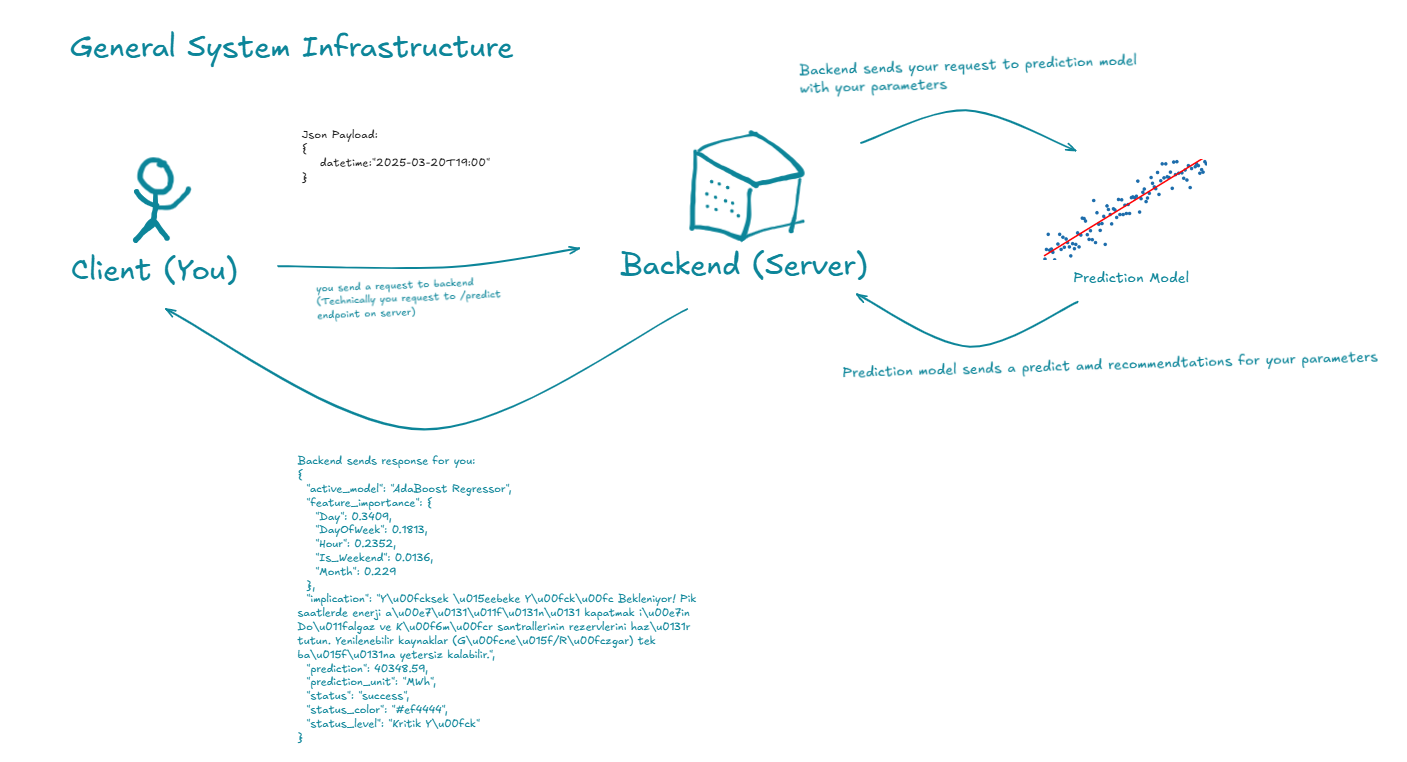 General System Infrastructure
Backend sends your request to prediction model
with your parameters
Json Payload:
{
datetime:"2025-03-20T19:00"
}
Client (You)
Backend (Server)
Prediction Model
you send a request to backend
(Technically you request to /predict
endpoint on server)
Prediction model sends a predict amd recommendtations for your parameters
Backend sends response for you:
{
"active_model": "AdaBoost Regressor",
"feature_importance": {
"Day": 0.3409,
"DayOfWeek": 0.1813,
"Hour": 0.2352,
"Is_Weekend": 0.0136,
"Month": 0.229
},
"implication": "Y\u00fcksek \u015eebeke Y\u00fck\u00fc Bekleniyor! Pik
saatlerde enerji a\u00e7\u0131\u011f\u0131n\u0131 kapatmak i\u00e7in
Do\u011falgaz ve K\u00f6m\u00fcr santrallerinin rezervlerini haz\u0131r
tutun. Yenilenebilir kaynaklar (G\u00fcne\u015f/R\u00fczgar) tek
ba\u015f\u0131na yetersiz kalabilir.",
"prediction": 40348.59,
"prediction_unit": "MWh",
"status": "success",
"status_color": "#ef4444",
"status_level": "Kritik Y\u00fck"
}